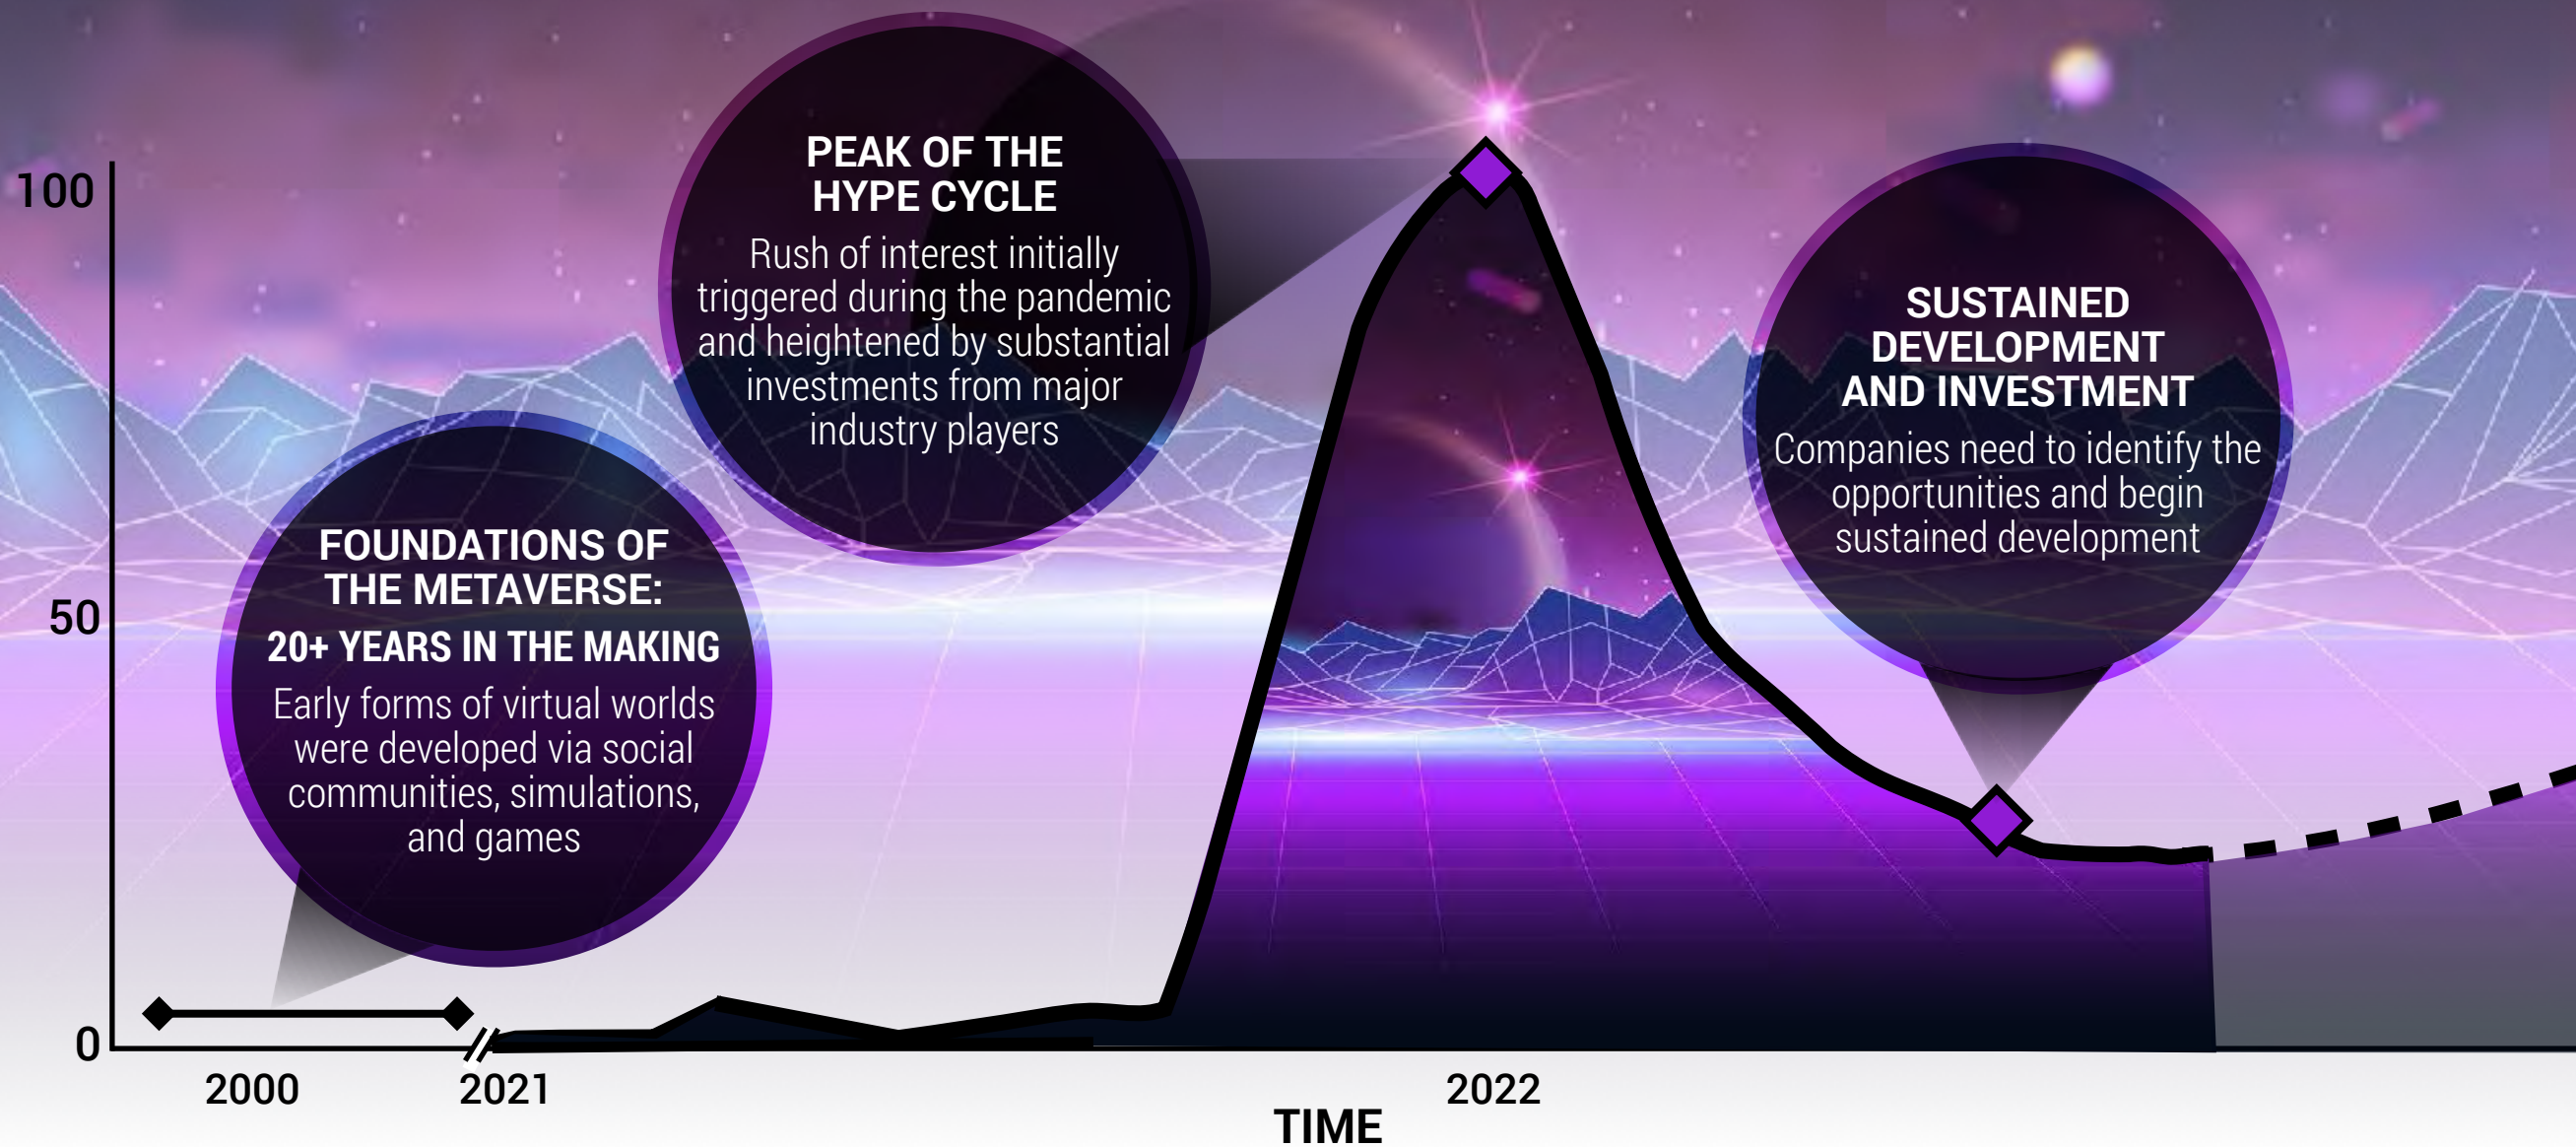 100
50
0
FOUNDATIONS OF
THE METAVERSE:
20+ YEARS IN THE MAKING
Early forms of virtual worlds
were developed via social
communities, simulations,
and games
PEAK OF THE
HYPE CYCLE
Rush of interest initially
triggered during the pandemic
and heightened by substantial
investments from major
industry players
SUSTAINED
DEVELOPMENT
AND INVESTMENT
Companies need to identify the
opportunities and begin
sustained development
2000 2021 2022
TIME